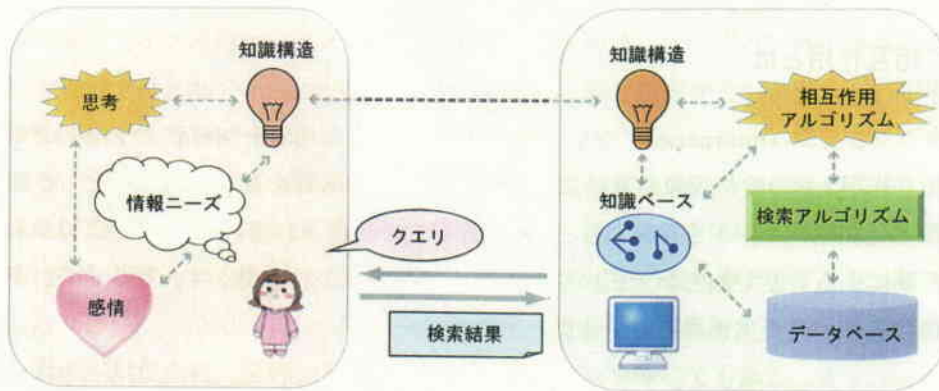 知識構造
思考
情報ニーズ
感情
クエリ
検索結果
知識構造
相互作用
アルゴリズム
知識ベース
検索アルゴリズム
データベース